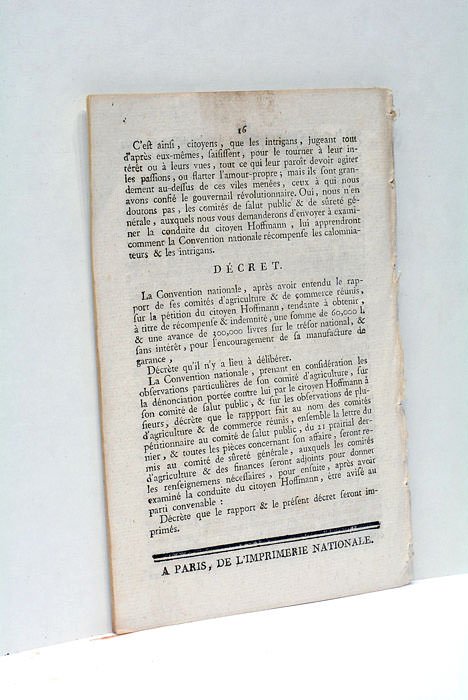 16
C'eſt ainſi, citoyens, que les intrigans, jugeant tout
d'après eux-mêmes, ſaiſiſſent, pour le tourner à leur in-
térêt ou à leurs vues, tout ce qui leur paroît devoir agiter
les paſſions, ou flatter l'amour-propre; mais ils ſont gran-
dement au-deſſus de ces viles menées, ceux à qui nous
avons confié le gouvernail révolutionnaire. Oui, nous n'en
doutons pas, les comités de ſalut public & de ſûreté gé-
nérale, auxquels nous vous demanderons d'envoyer à exami-
ner la conduite du citoyen Hoffmann, lui apprendront
comment la Convention nationale récompenſe les calomnia-
teurs & les intrigans.
DÉCRET.
La Convention nationale, après avoir entendu le rap-
port de ſes comités d'agriculture & de commerce réunis,
ſur la pétition du citoyen Hoffmann, tendante à obtenir,
à titre de récompenſe & indemnité, une ſomme de 60,000 l.
& une avance de 300,000 livres ſur le tréſor national, &
ſans intérêt, pour l'encouragement de ſa manufacture de
garance,
Décrète qu'il n'y a lieu à délibérer.
La Convention nationale, prenant en conſidération les
obſervations particulières de ſon comité d'agriculture, ſur
la dénonciation portée contre lui par le citoyen Hoffmann à
ſon comité de ſalut public, & ſur les obſervations de plu-
ſieurs, décrète que le rappport fait au nom des comités
d'agriculture & de commerce réunis, enſemble la lettre du
pétitionnaire au comité de ſalut public, du 21 prairial der-
nier, & toutes les pièces concernant ſon affaire, ſeront re-
mis au comité de ſûreté générale, auxquels les comités
d'agriculture & des finances ſeront adjoints pour donner
les renſeignemens néceſſaires, pour enſuite, après avoir
examiné la conduite du citoyen Hoffmann, être aviſé au
parti convenable:
Décrète que le rapport & le préſent décret ſeront im-
primés.
A PARIS, DE L'IMPRIMERIE NATIONALE.